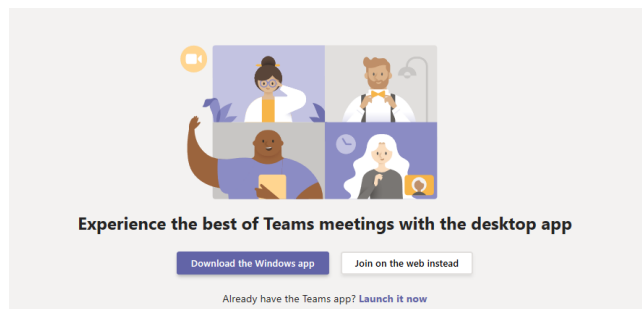 Experience the best of Teams meetings with the desktop app
Download the Windows app
Join on the web instead
Already have the Teams app? Launch it now